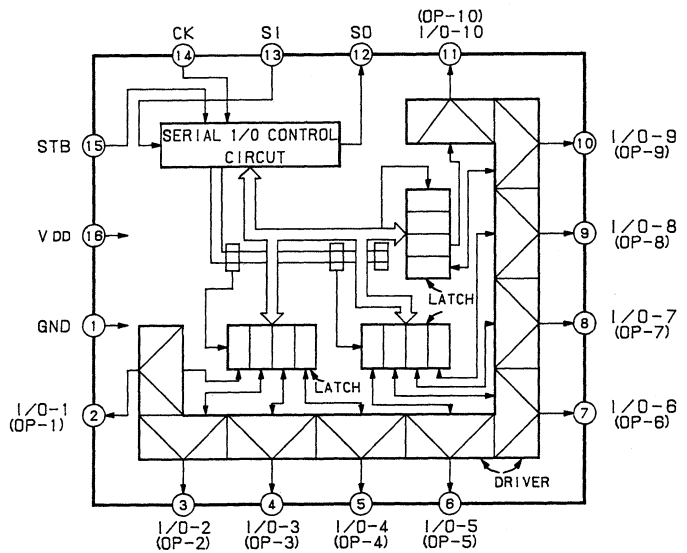 (OP-10)
CK SI SO I/O-10
14 13 12 11
SERIAL I/O CONTROL
CIRCUT
STB 15
10 I/O-9
(OP-9)
VDD 16
9 I/O-8
(OP-8)
LATCH
GND 1
8 I/O-7
(OP-7)
LATCH
I/O-1 2
(OP-1)
7 I/O-6
(OP-6)
DRIVER
3 4 5 6
I/O-2 I/O-3 I/O-4 I/O-5
(OP-2) (OP-3) (OP-4) (OP-5)